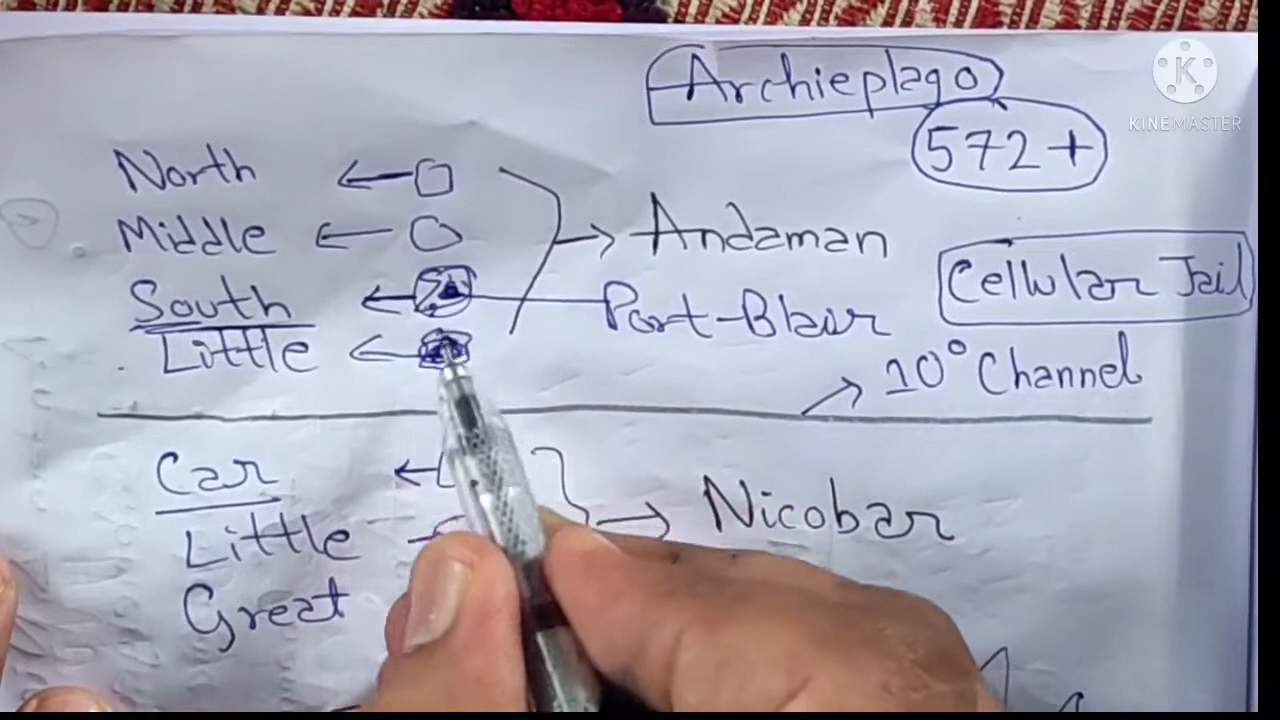 Archieplago
572+
KINEMASTER
North
Middle
Andaman
South
Port-Blair
Cellular Jail
Little
10° Channel
Car
Little
Nicobar
Great